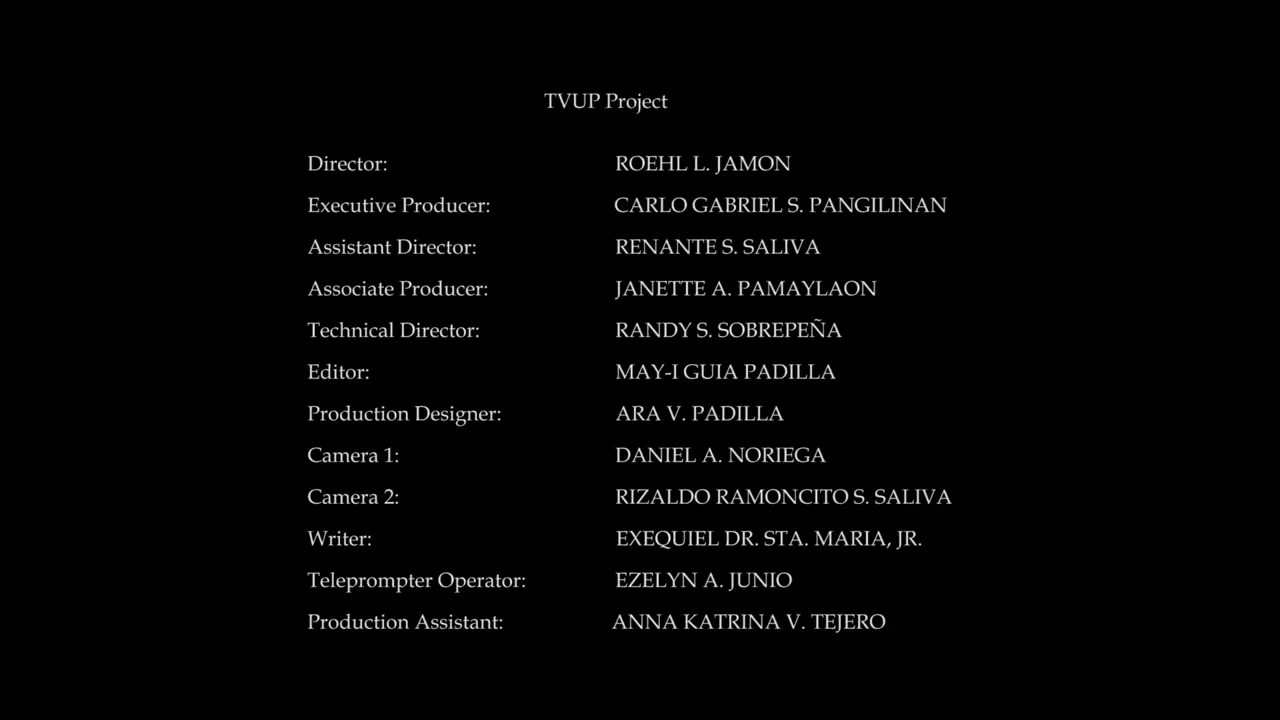 TVUP Project
Director: ROEHL L. JAMON
Executive Producer: CARLO GABRIEL S. PANGILINAN
Assistant Director: RENANTE S. SALIVA
Associate Producer: JANETTE A. PAMAYLAON
Technical Director: RANDY S. SOBREPEÑA
Editor: MAY-I GUIA PADILLA
Production Designer: ARA V. PADILLA
Camera 1: DANIEL A. NORIEGA
Camera 2: RIZALDO RAMONCITO S. SALIVA
Writer: EXEQUIEL DR. STA. MARIA, JR.
Teleprompter Operator: EZELYN A. JUNIO
Production Assistant: ANNA KATRINA V. TEJERO